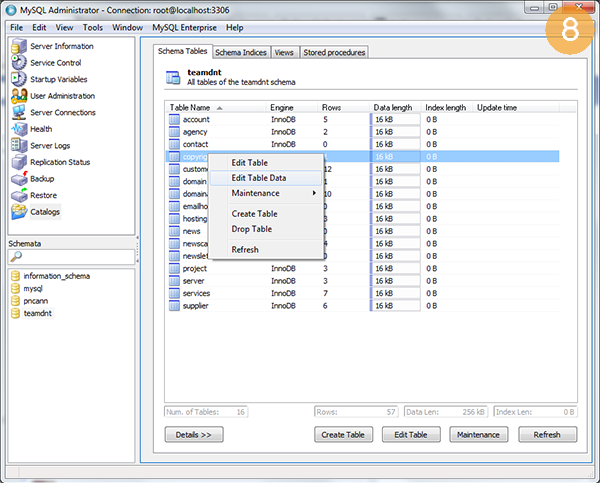 MySQL Administrator - Connection: root@localhost:3306
8
File Edit View Tools Window MySQL Enterprise Help
Server Information
Service Control
Startup Variables
User Administration
Server Connections
Health
Server Logs
Replication Status
Backup
Restore
Catalogs
Schemata
information_schema
mysql
pncann
teamdnt
Schema Tables Schema Indices Views Stored procedures
teamdnt
All tables of the teamdnt schema
Table Name Engine Rows Data length Index length Update time
account InnoDB 5 16 kB 0 B
agency InnoDB 2 16 kB 0 B
contact InnoDB 0 16 kB 0 B
copyrig 16 kB 0 B
custome 12 16 kB 0 B
domain 16 kB 0 B
domain 10 16 kB 0 B
emailho 0 16 kB 0 B
hosting 3 16 kB 0 B
news 0 16 kB 0 B
newsca 4 16 kB 0 B
newslet 0 16 kB 0 B
project InnoDB 3 16 kB 0 B
server InnoDB 3 16 kB 0 B
services InnoDB 7 16 kB 0 B
supplier InnoDB 6 16 kB 0 B
Edit Table
Edit Table Data
Maintenance
Create Table
Drop Table
Refresh
Num. of Tables: 16 Rows: 57 Data Len: 256 kB Index Len: 0 B
Details >> Create Table Edit Table Maintenance Refresh